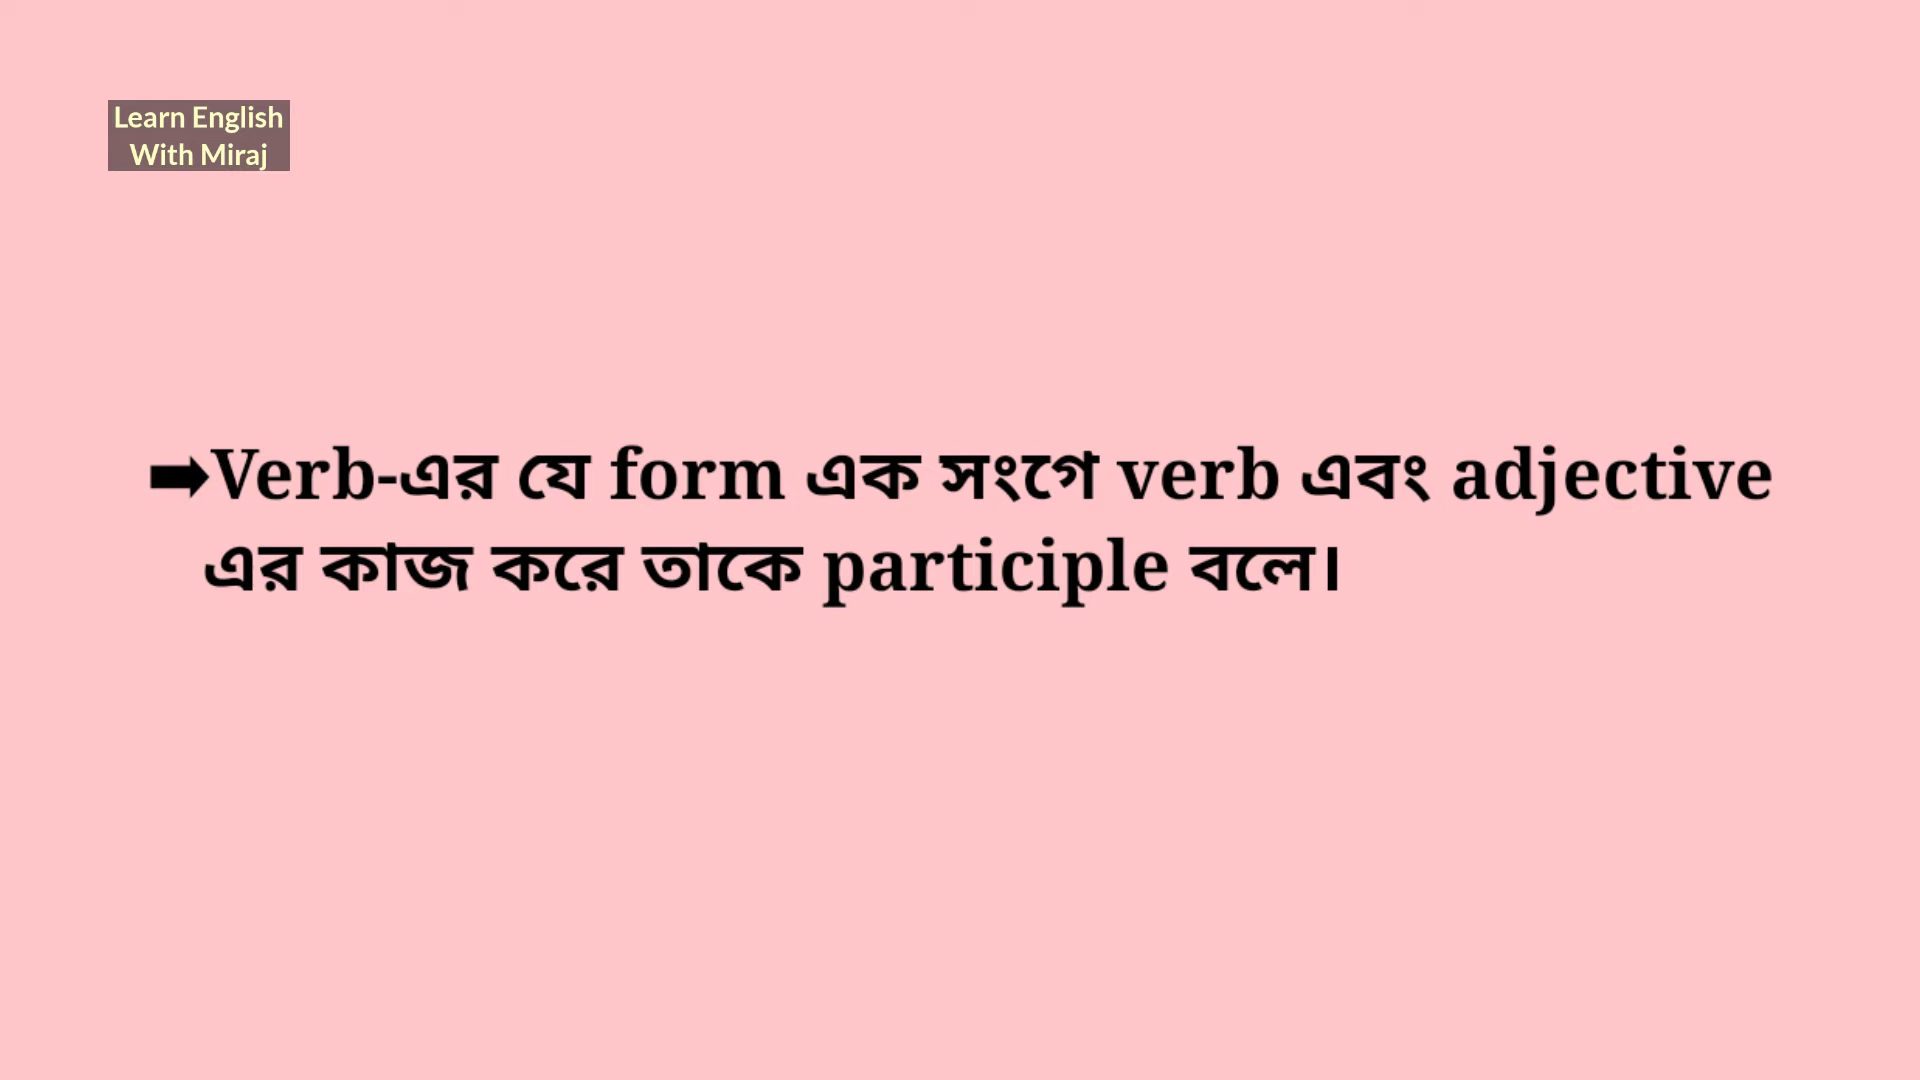 Learn English
With Miraj
➡Verb-এর যে form এক সংগে verb এবং adjective
এর কাজ করে তাকে participle বলে।